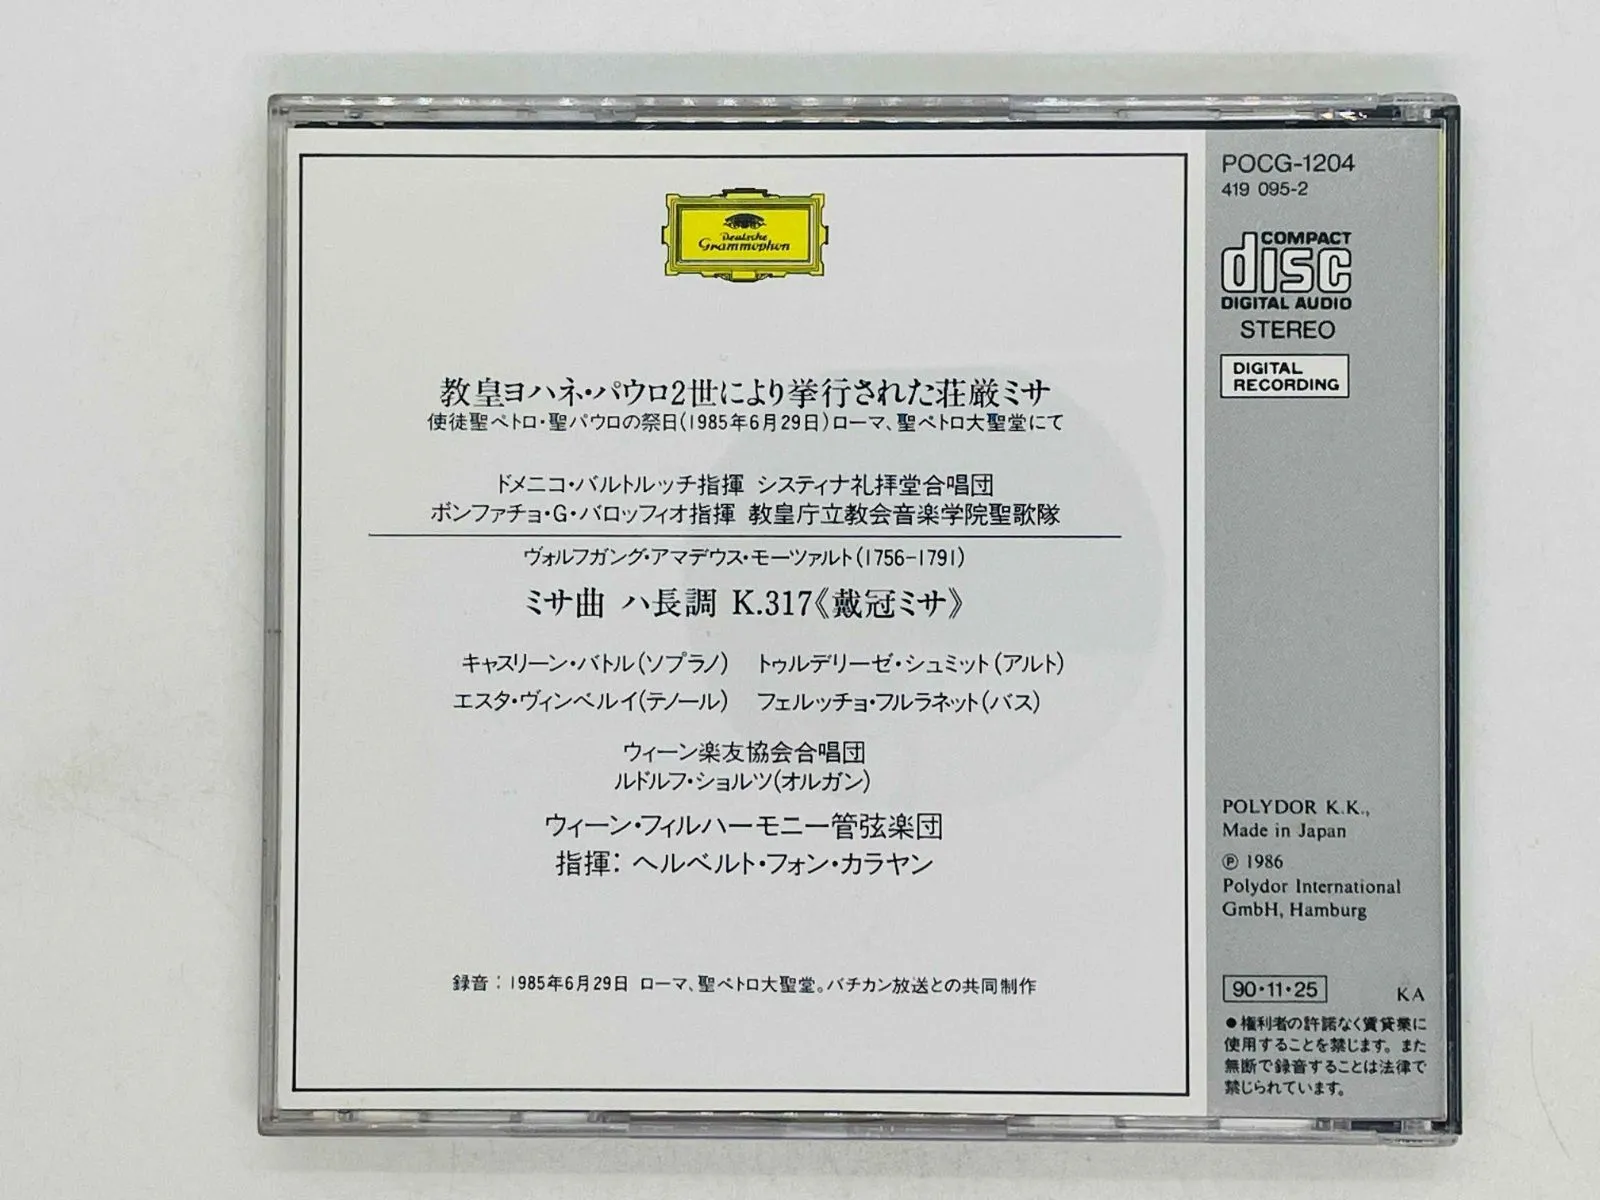 Deutsche
Grammophon
教皇ヨハネ・パウロ2世により挙行された荘厳ミサ
使徒聖ペトロ・聖パウロの祭日(1985年6月29日)ローマ、聖ペトロ大聖堂にて
ドメニコ・バルトルッチ指揮 システィナ礼拝堂合唱団
ボンファチョ・G・バロッフィオ指揮 教皇庁立教会音楽学院聖歌隊
ヴォルフガング・アマデウス・モーツァルト(1756-1791)
ミサ曲 ハ長調 K.317《戴冠ミサ》
キャスリーン・バトル(ソプラノ) トゥルデリーゼ・シュミット(アルト)
エスタ・ヴィンベルイ(テノール) フェルッチョ・フルラネット(バス)
ウィーン楽友協会合唱団
ルドルフ・ショルツ(オルガン)
ウィーン・フィルハーモニー管弦楽団
指揮: ヘルベルト・フォン・カラヤン
録音:1985年6月29日 ローマ、聖ペトロ大聖堂。バチカン放送との共同制作
POCG-1204
419 095-2
COMPACT
disc
DIGITAL AUDIO
STEREO
DIGITAL
RECORDING
POLYDOR K.K.,
Made in Japan
℗ 1986
Polydor International
GmbH, Hamburg
90・11・25 KA
●権利者の許諾なく賃貸業に
使用することを禁じます。また
無断で録音することは法律で
禁じられています。